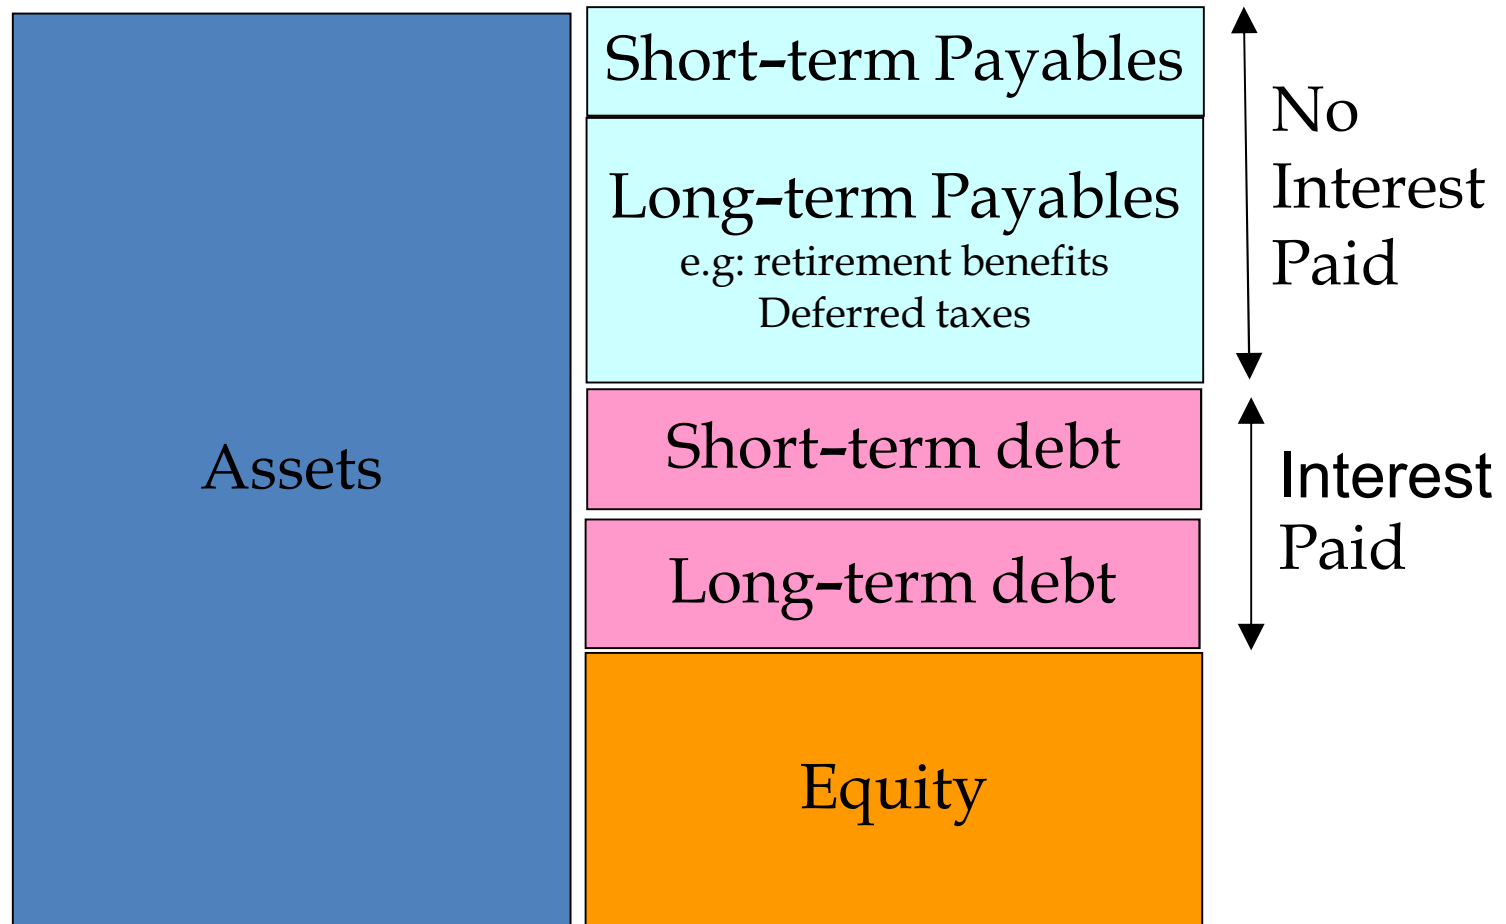 Assets
Short-term Payables
Long-term Payables
e.g: retirement benefits
Deferred taxes
Short-term debt
Long-term debt
Equity
No
Interest
Paid
Interest
Paid